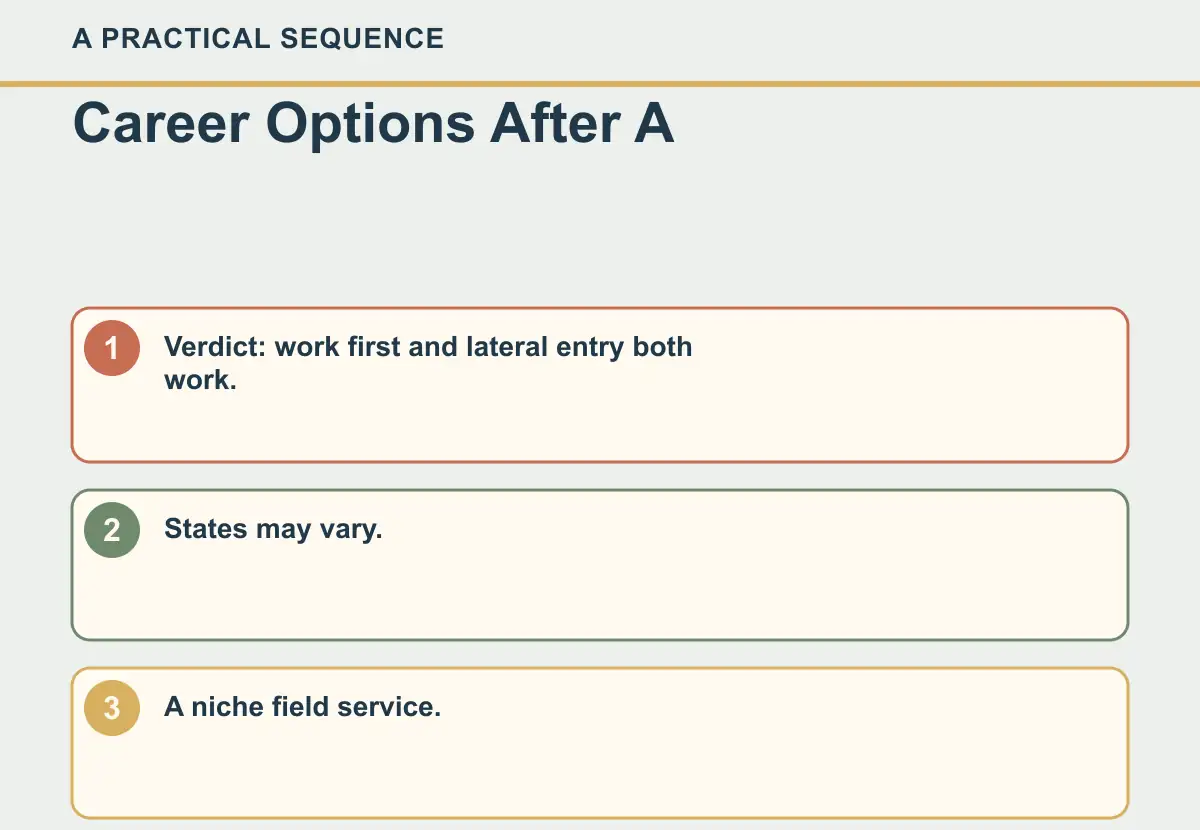 A PRACTICAL SEQUENCE
Career Options After A
1
Verdict: work first and lateral entry both
work.
2
States may vary.
3
A niche field service.